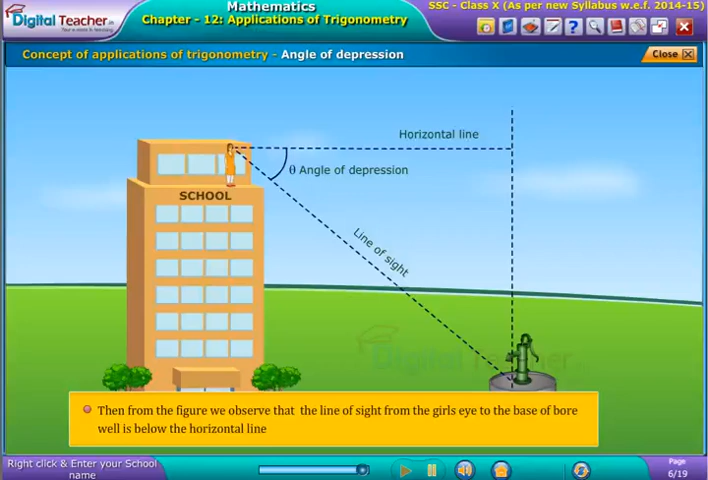 Digital Teacher
Mathematics
Chapter - 12: Applications of Trigonometry
SSC - Class X (As per new Syllabus w.e.f. 2014-15)
Concept of applications of trigonometry - Angle of depression
Close
Horizontal line
θ Angle of depression
SCHOOL
Line of sight
Digital Teacher
Then from the figure we observe that the line of sight from the girls eye to the base of bore
well is below the horizontal line
Right click & Enter your School
name
Page
6/19